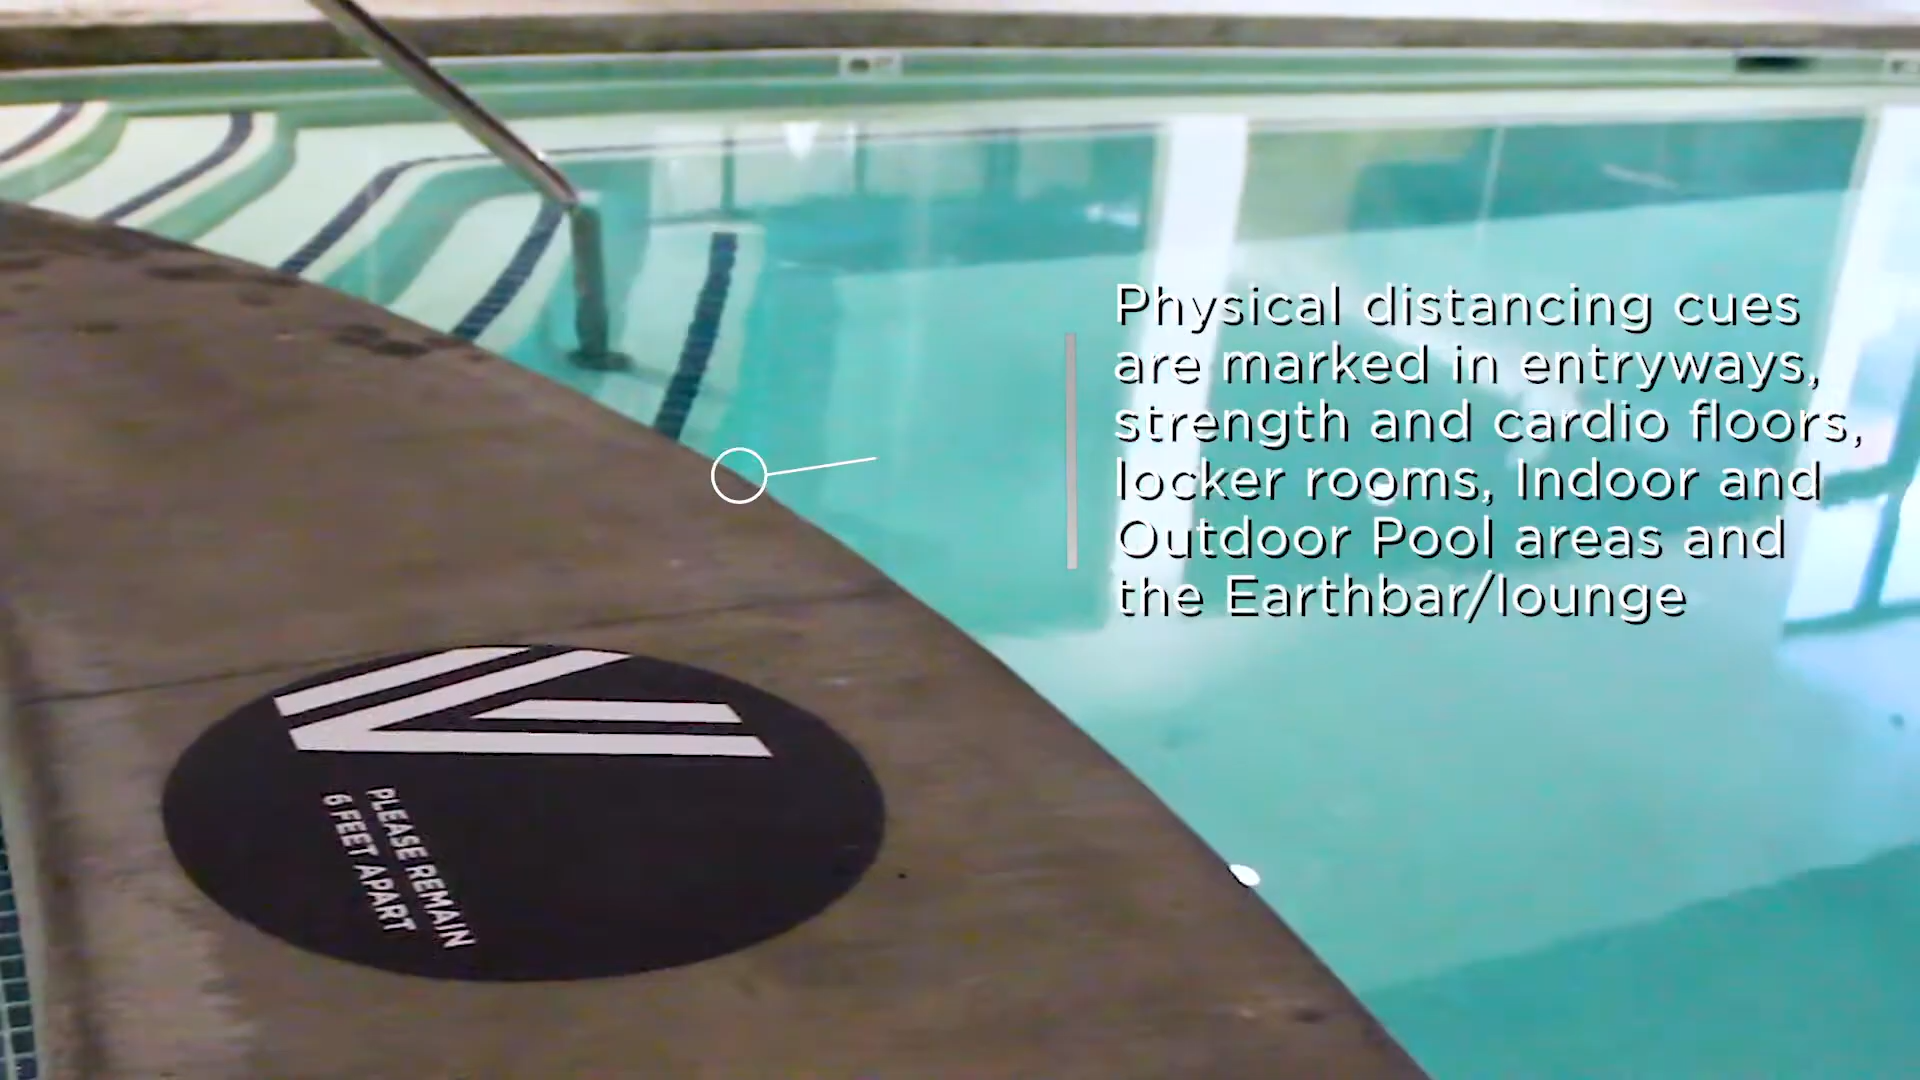 Physical distancing cues
are marked in entryways,
strength and cardio floors,
locker rooms, Indoor and
Outdoor Pool areas and
the Earthbar/lounge
PLEASE REMAIN
6 FEET APART